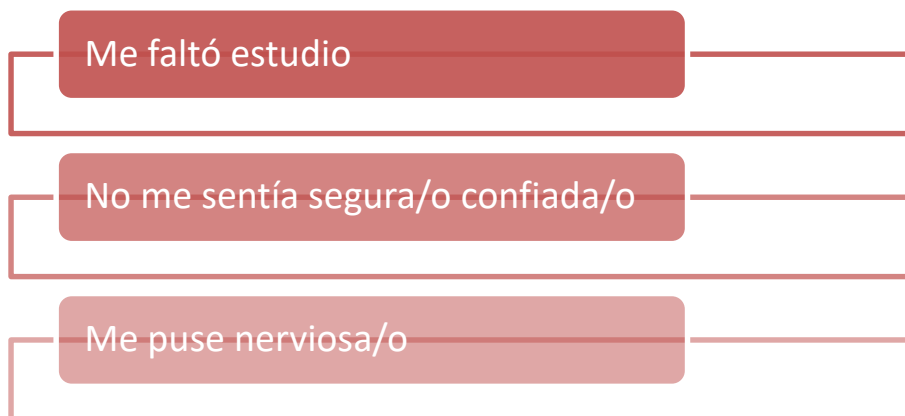 Me faltó estudio
No me sentía segura/o confiada/o
Me puse nerviosa/o